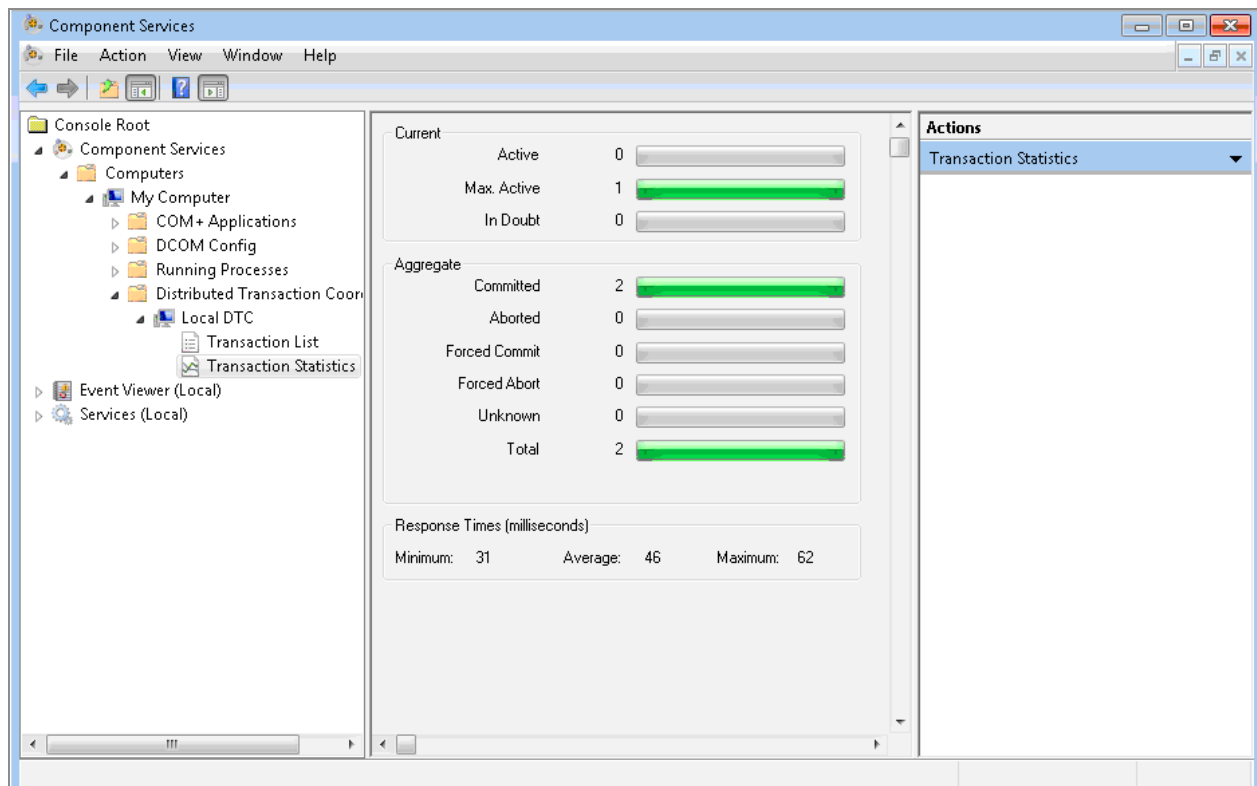 Component Services
File Action View Window Help
Console Root
Component Services
Computers
My Computer
COM+ Applications
DCOM Config
Running Processes
Distributed Transaction Coor
Local DTC
Transaction List
Transaction Statistics
Event Viewer (Local)
Services (Local)
Current
Active 0
Max. Active 1
In Doubt 0
Aggregate
Committed 2
Aborted 0
Forced Commit 0
Forced Abort 0
Unknown 0
Total 2
Response Times (milliseconds)
Minimum: 31 Average: 46 Maximum: 62
Actions
Transaction Statistics